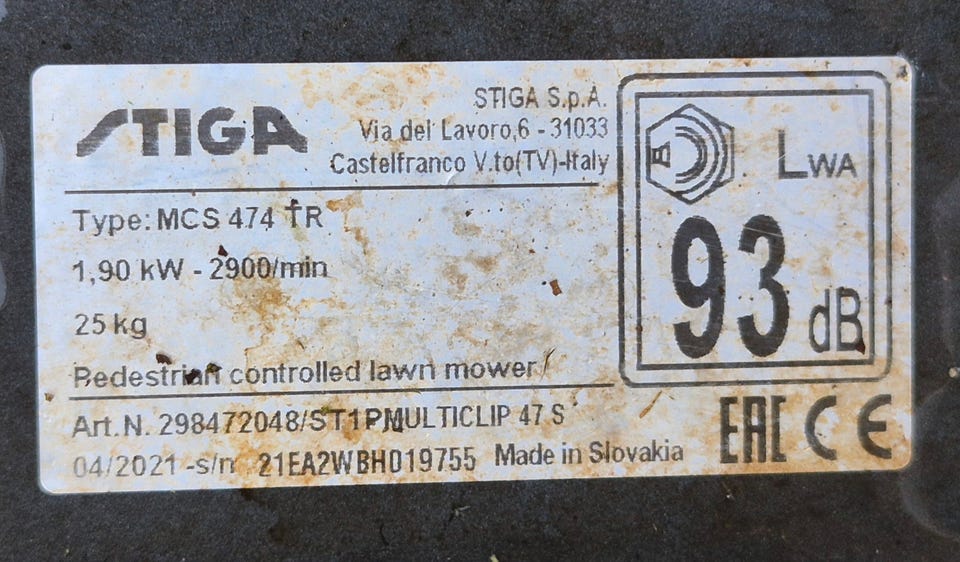 STIGA
STIGA S.p.A.
Via del Lavoro,6 - 31033
Castelfranco V.to(TV)-Italy
Type: MCS 474 TR
1,90 kW - 2900/min
25 kg
Pedestrian controlled lawn mower/
Art.N. 298472048/ST1PMULTICLIP 47 S
04/2021 -s/n 21EA2WBH019755 Made in Slovakia
LWA
93 dB
EAC CE